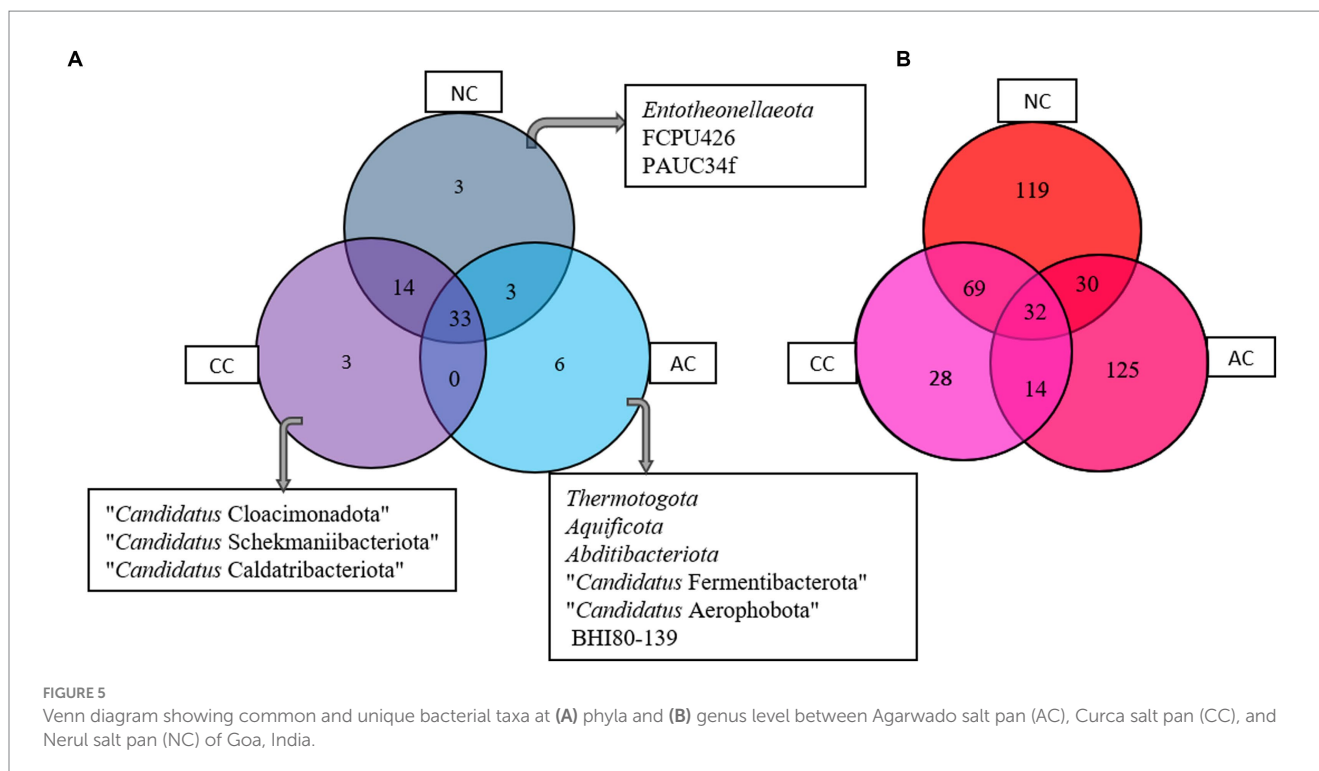 A
NC
Entotheonellaeota
FCPU426
PAUC34f
3
14
3
33
CC
3
0
6
AC
"Candidatus Cloacimonadota"
"Candidatus Schekmaniibacteriota"
"Candidatus Caldatribacteriota"
Thermotogota
Aquificota
Abditibacteriota
"Candidatus Fermentibacterota"
"Candidatus Aerophobota"
BHI80-139
B
NC
119
69
30
32
CC
28
14
125
AC
FIGURE 5
Venn diagram showing common and unique bacterial taxa at (A) phyla and (B) genus level between Agarwado salt pan (AC), Curca salt pan (CC), and
Nerul salt pan (NC) of Goa, India.